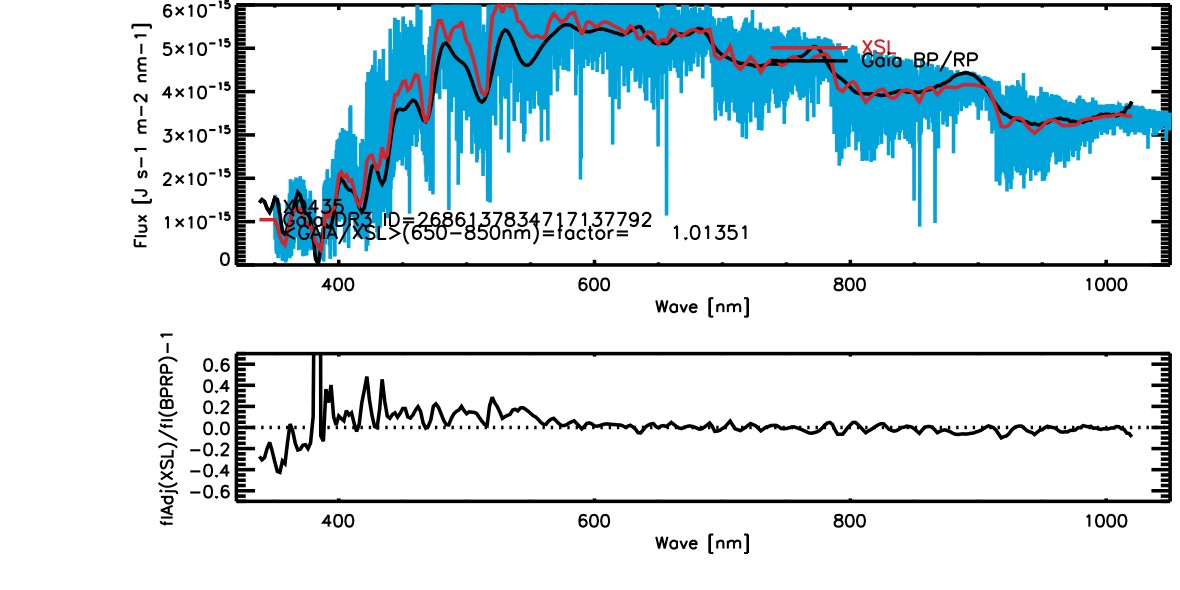 6×10⁻¹⁵
5×10⁻¹⁵
4×10⁻¹⁵
3×10⁻¹⁵
2×10⁻¹⁵
1×10⁻¹⁵
0
Flux [J s−1 m−2 nm−1]
XSL
Gaia BP/RP
X0435
Gaia DR3 ID=2686137834717137792
<GAIA/XSL>(650−850nm)=factor= 1.01351
400 600 800 1000
Wave [nm]
0.6
0.4
0.2
0.0
−0.2
−0.4
−0.6
flAdj(XSL)/fl(BPRP)−1
400 600 800 1000
Wave [nm]